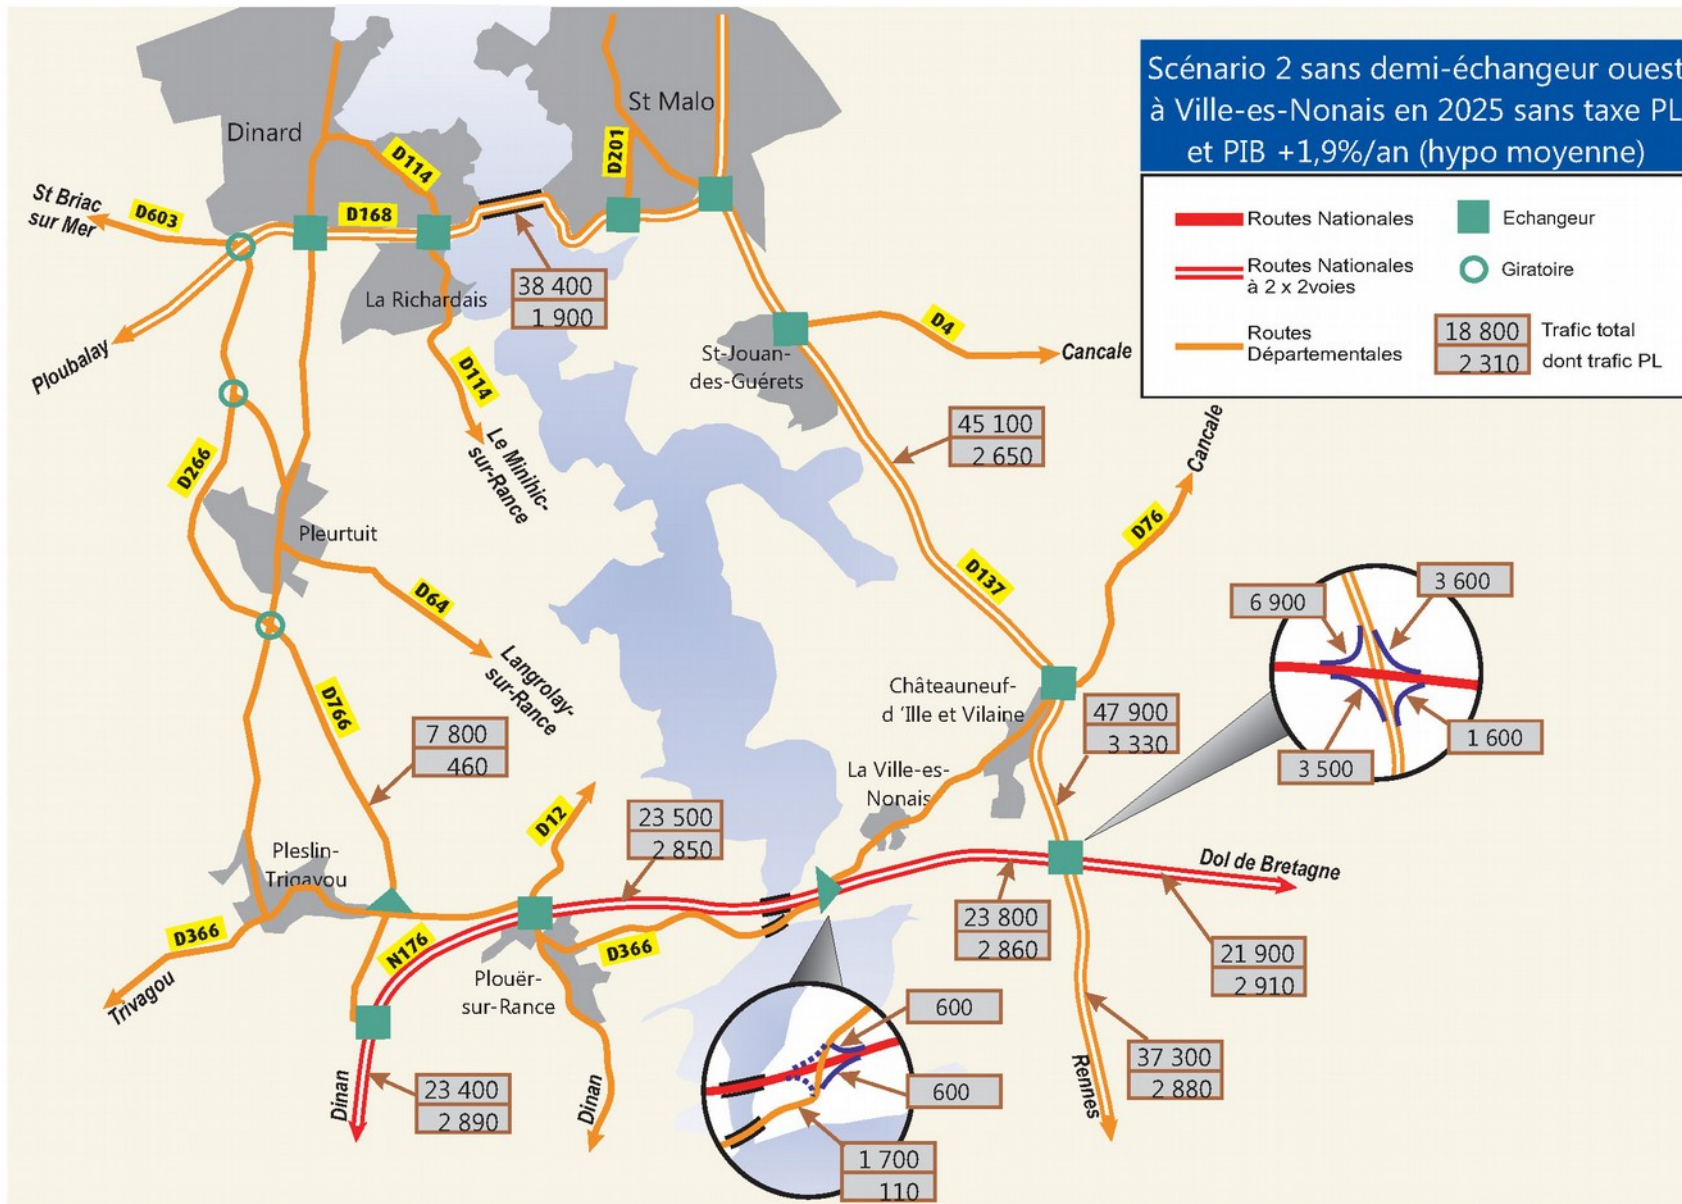 Scénario 2 sans demi-échangeur ouest
à Ville-es-Nonais en 2025 sans taxe PL
et PIB +1,9%/an (hypo moyenne)
Routes Nationales
Echangeur
Routes Nationales
à 2 x 2voies
Giratoire
Routes
Départementales
18 800
2 310
Trafic total
dont trafic PL
Dinard
St Malo
D114
D201
St Briac
sur Mer
D603
D168
La Richardais
38 400
1 900
Ploubalay
D114
Le Minihic-
sur-Rance
St-Jouan-
des-Guérets
D4
Cancale
45 100
2 650
Cancale
D76
D137
D266
Pleurtuit
D64
Langrolay-
sur-Rance
D766
7 800
460
6 900
3 600
3 500
1 600
Châteauneuf-
d 'Ille et Vilaine
47 900
3 330
La Ville-es-
Nonais
23 500
2 850
D12
Pleslin-
Trigavou
Dol de Bretagne
D366
Trivagou
N176
Plouër-
sur-Rance
D366
23 800
2 860
21 900
2 910
37 300
2 880
Rennes
Dinan
23 400
2 890
Dinan
600
600
1 700
110